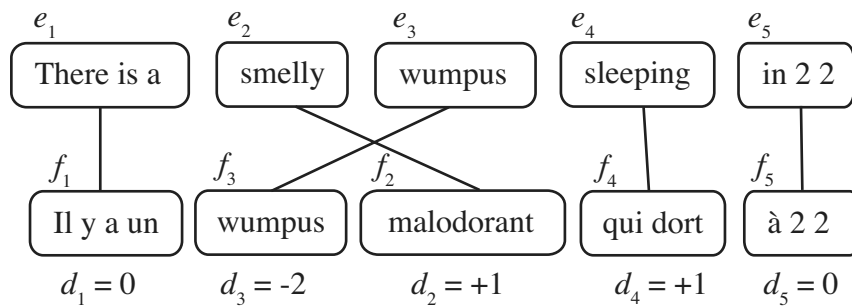 e1 e2 e3 e4 e5
There is a smelly wumpus sleeping in 2 2
f1 f3 f2 f4 f5
Il y a un wumpus malodorant qui dort à 2 2
d1 = 0 d3 = -2 d2 = +1 d4 = +1 d5 = 0